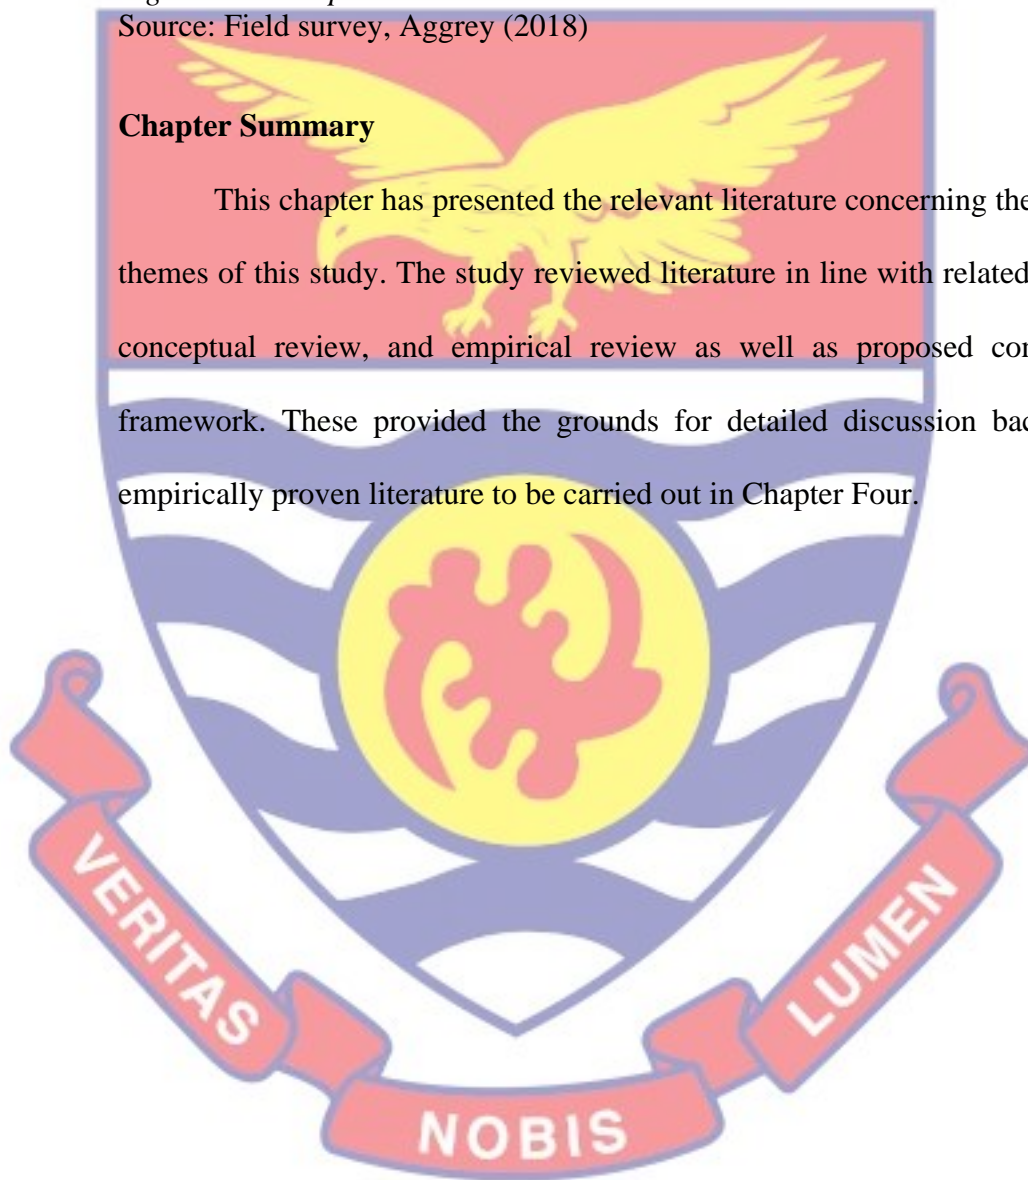 Source: Field survey, Aggrey (2018)
Chapter Summary
This chapter has presented the relevant literature concerning the
themes of this study. The study reviewed literature in line with related
conceptual review, and empirical review as well as proposed
framework. These provided the grounds for detailed discussion
empirically proven literature to be carried out in Chapter Four.
VERITAS
NOBIS
LUMEN